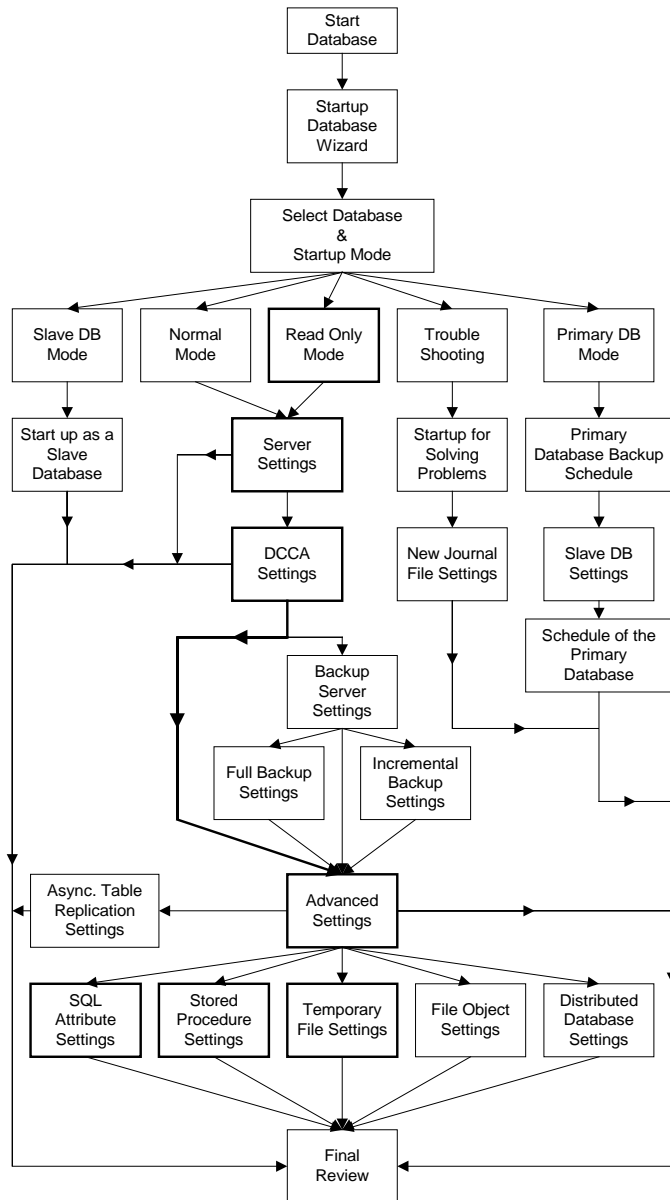 Start
Database
Startup
Database
Wizard
Select Database
&
Startup Mode
Slave DB
Mode
Normal
Mode
Read Only
Mode
Trouble
Shooting
Primary DB
Mode
Start up as a
Slave
Database
Server
Settings
Startup for
Solving
Problems
Primary
Database Backup
Schedule
DCCA
Settings
New Journal
File Settings
Slave DB
Settings
Schedule of the
Primary
Database
Backup
Server
Settings
Full Backup
Settings
Incremental
Backup
Settings
Async. Table
Replication
Settings
Advanced
Settings
SQL
Attribute
Settings
Stored
Procedure
Settings
Temporary
File Settings
File Object
Settings
Distributed
Database
Settings
Final
Review